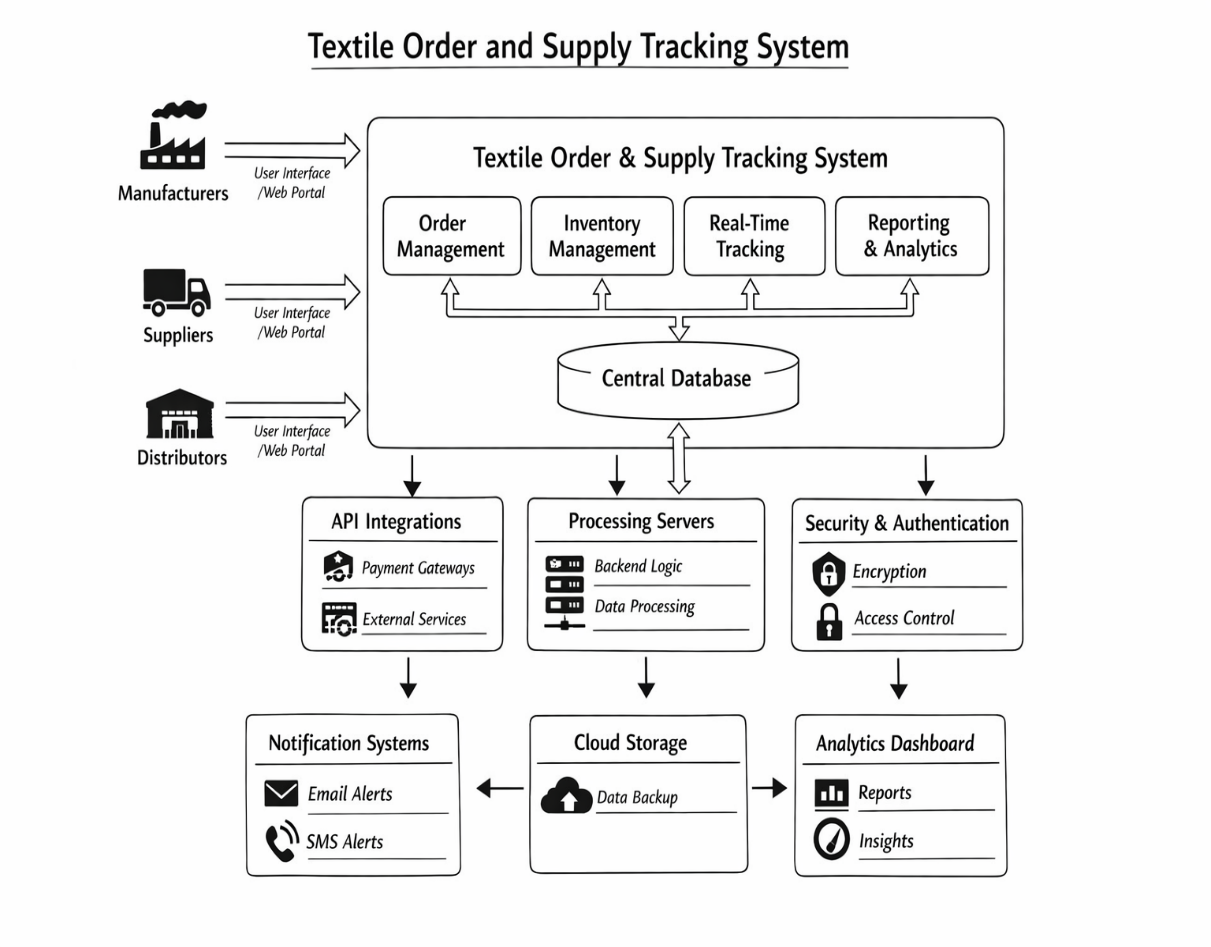 Textile Order and Supply Tracking System
Manufacturers
User Interface
/Web Portal
Suppliers
User Interface
/Web Portal
Distributors
User Interface
/Web Portal
Textile Order & Supply Tracking System
Order
Management
Inventory
Management
Real-Time
Tracking
Reporting
& Analytics
Central Database
API Integrations
Payment Gateways
External Services
Processing Servers
Backend Logic
Data Processing
Security & Authentication
Encryption
Access Control
Notification Systems
Email Alerts
SMS Alerts
Cloud Storage
Data Backup
Analytics Dashboard
Reports
Insights